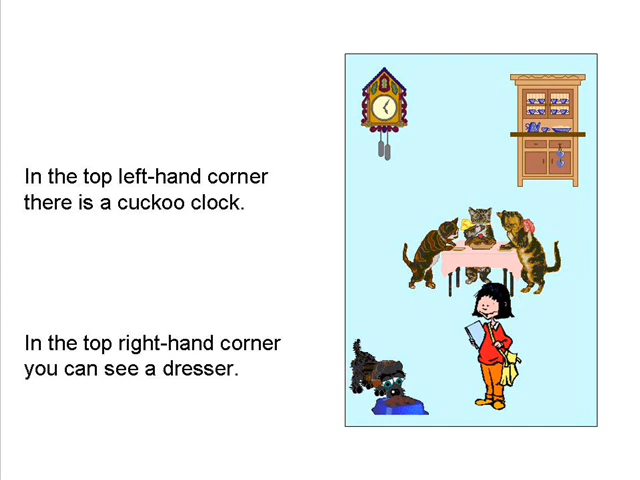 In the top left-hand corner
there is a cuckoo clock.
In the top right-hand corner
you can see a dresser.